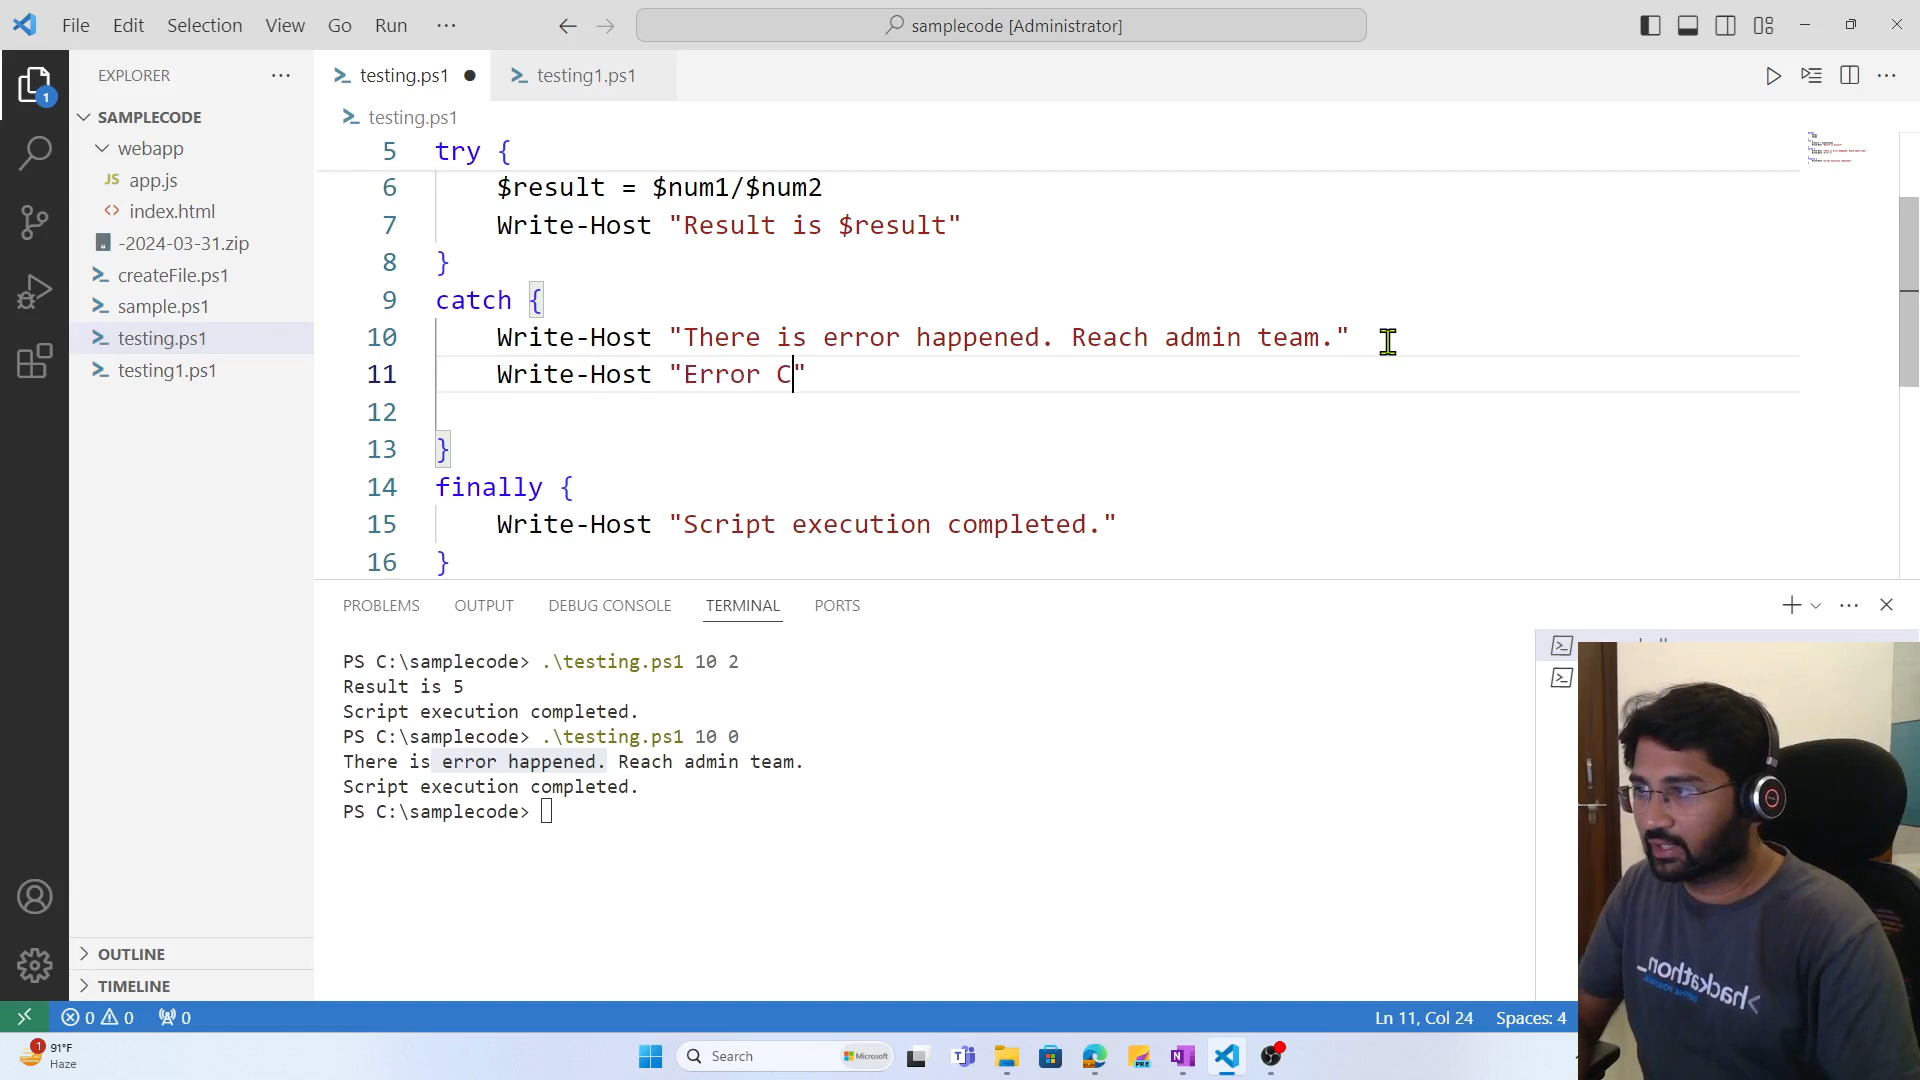 File Edit Selection View Go Run ···
samplecode [Administrator]
EXPLORER ···
1
SAMPLECODE
webapp
JS app.js
index.html
-2024-03-31.zip
createFile.ps1
sample.ps1
testing.ps1
testing1.ps1
OUTLINE
TIMELINE
testing.ps1 testing1.ps1
testing.ps1
5 try {
6 $result = $num1/$num2
7 Write-Host "Result is $result"
8 }
9 catch {
10 Write-Host "There is error happened. Reach admin team."
11 Write-Host "Error C"
12
13 }
14 finally {
15 Write-Host "Script execution completed."
16 }
PROBLEMS OUTPUT DEBUG CONSOLE TERMINAL PORTS
PS C:\samplecode> .\testing.ps1 10 2
Result is 5
Script execution completed.
PS C:\samplecode> .\testing.ps1 10 0
There is error happened. Reach admin team.
Script execution completed.
PS C:\samplecode>
hackathon_
0 0 0
Ln 11, Col 24 Spaces: 4
1 91°F
Haze
Search Microsoft
PRE